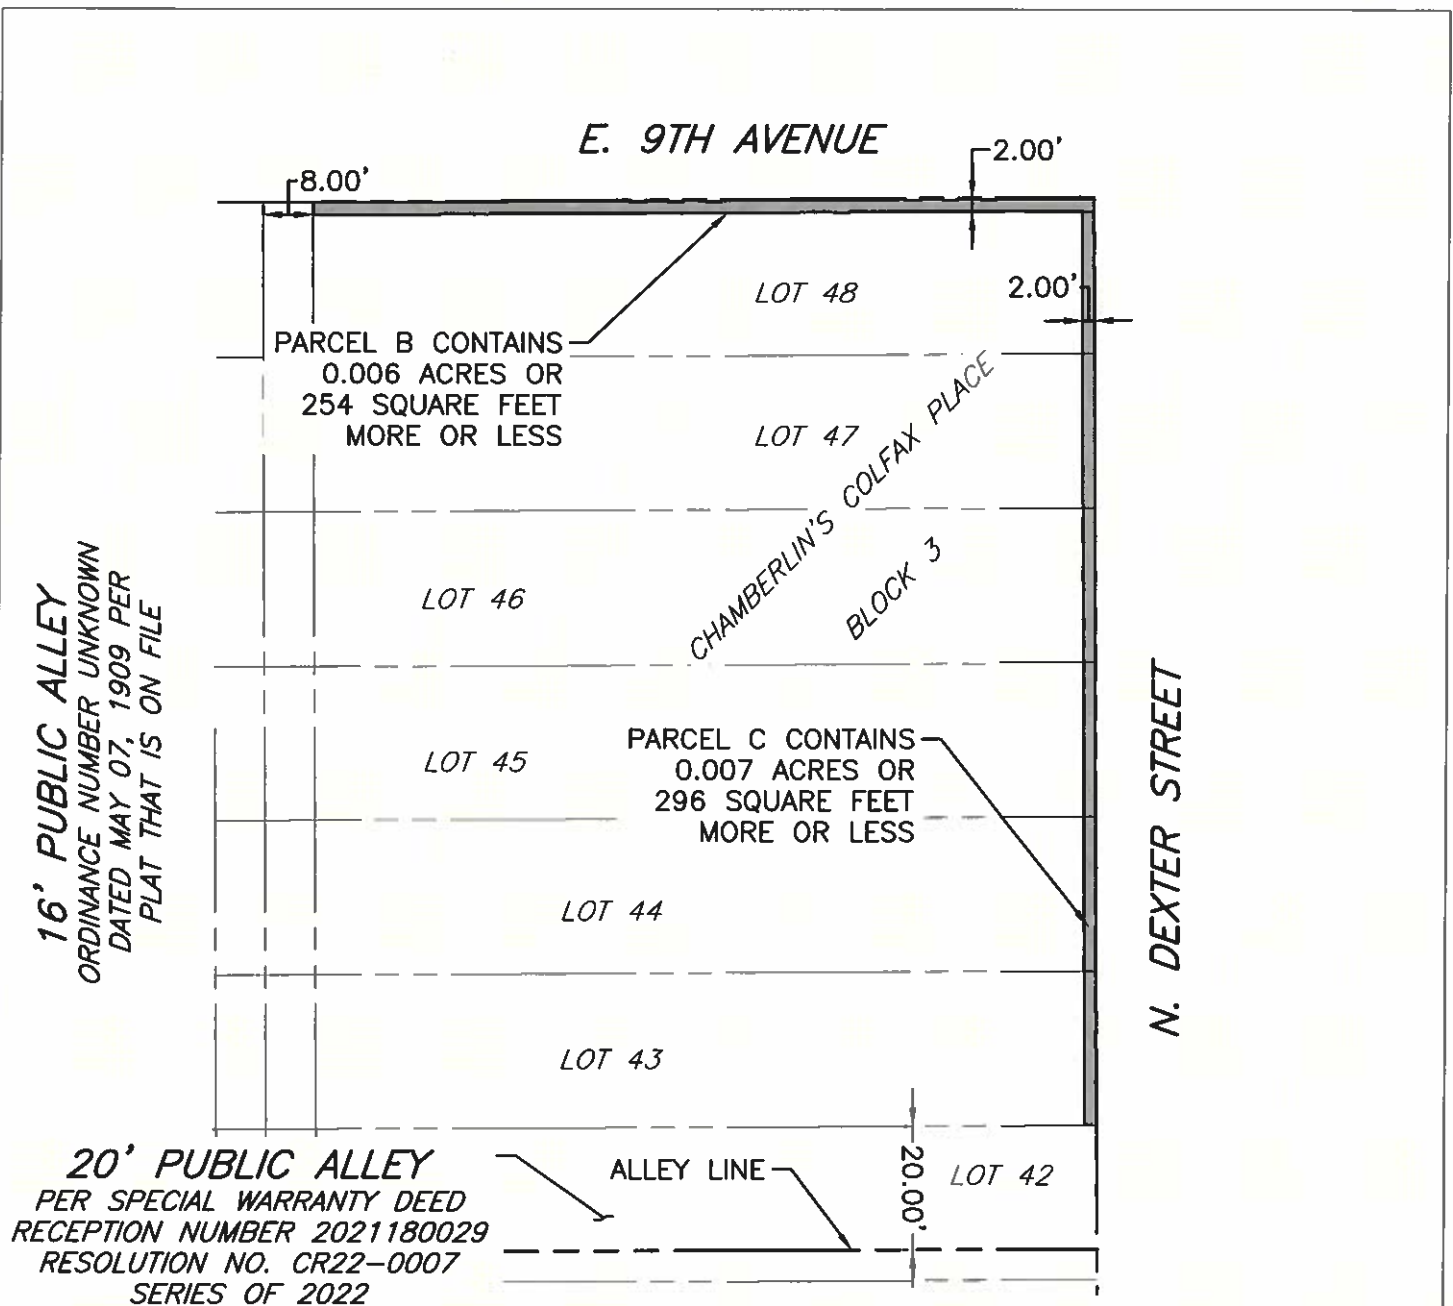 E. 9TH AVENUE
2.00'
8.00'
LOT 48
2.00'
PARCEL B CONTAINS
0.006 ACRES OR
254 SQUARE FEET
MORE OR LESS
LOT 47
CHAMBERLIN'S COLFAX PLACE
BLOCK 3
LOT 46
16' PUBLIC ALLEY
ORDINANCE NUMBER UNKNOWN
DATED MAY 07, 1909 PER
PLAT THAT IS ON FILE
LOT 45
PARCEL C CONTAINS
0.007 ACRES OR
296 SQUARE FEET
MORE OR LESS
N. DEXTER STREET
LOT 44
LOT 43
20' PUBLIC ALLEY
PER SPECIAL WARRANTY DEED
RECEPTION NUMBER 2021180029
RESOLUTION NO. CR22-0007
SERIES OF 2022
ALLEY LINE
20.00'
LOT 42